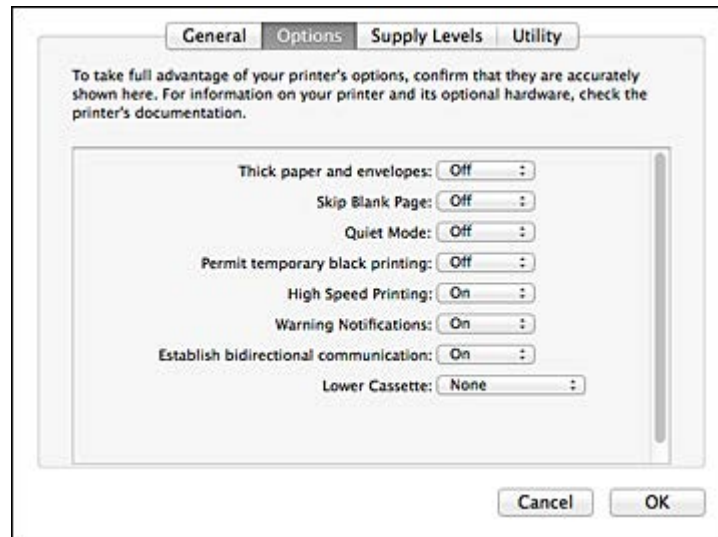 General Options Supply Levels Utility
To take full advantage of your printer's options, confirm that they are accurately
shown here. For information on your printer and its optional hardware, check the
printer's documentation.
Thick paper and envelopes: Off
Skip Blank Page: Off
Quiet Mode: Off
Permit temporary black printing: Off
High Speed Printing: On
Warning Notifications: On
Establish bidirectional communication: On
Lower Cassette: None
Cancel OK